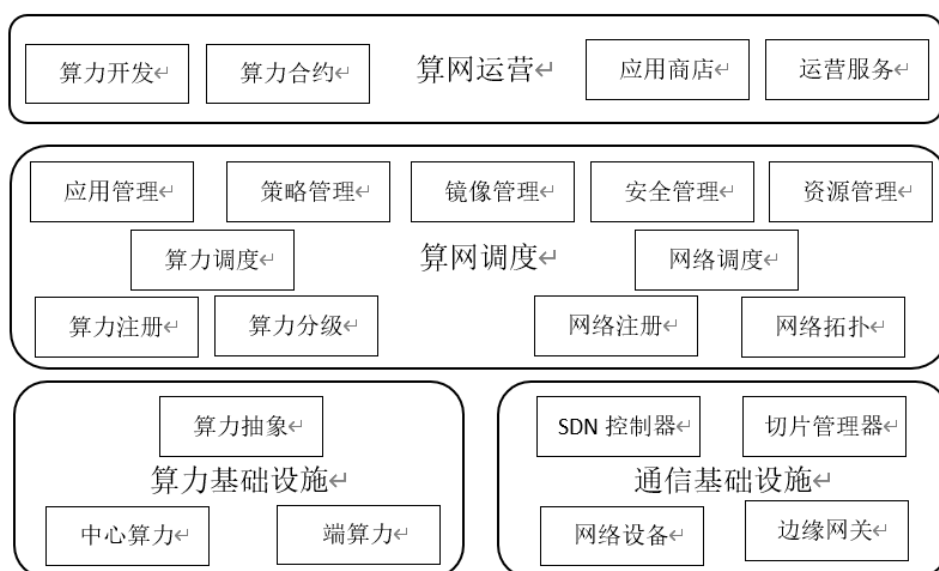 算力开发 算力合约 算网运营 应用商店 运营服务
应用管理 策略管理 镜像管理 安全管理 资源管理
算力调度 算网调度 网络调度
算力注册 算力分级 网络注册 网络拓扑
算力抽象 SDN 控制器 切片管理器
算力基础设施 通信基础设施
中心算力 端算力 网络设备 边缘网关